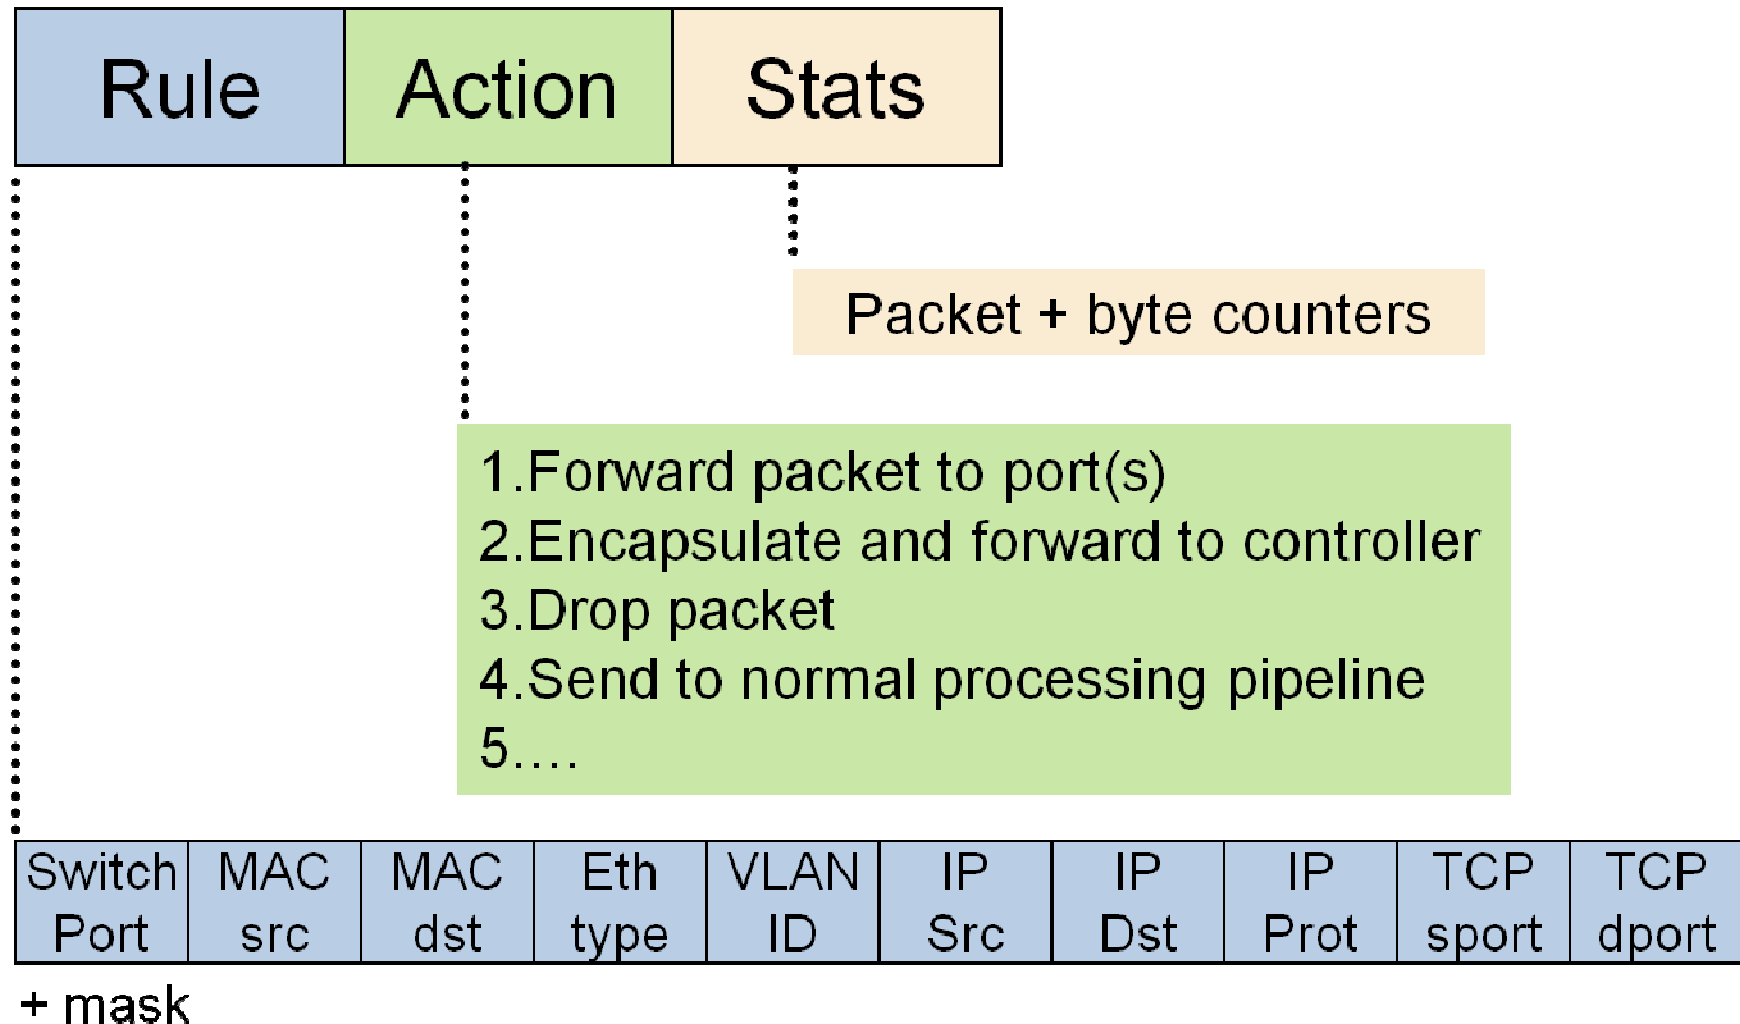 Rule Action Stats
Packet + byte counters
1.Forward packet to port(s)
2.Encapsulate and forward to controller
3.Drop packet
4.Send to normal processing pipeline
5....
Switch Port
MAC src
MAC dst
Eth type
VLAN ID
IP Src
IP Dst
IP Prot
TCP sport
TCP dport
+ mask